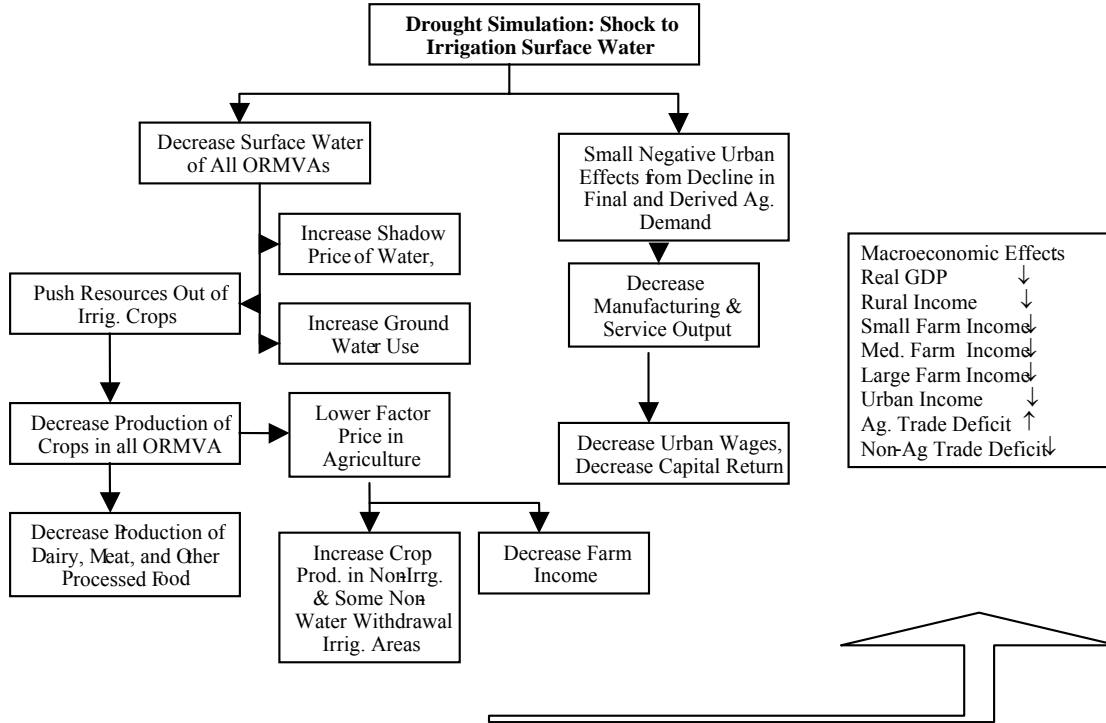 Drought Simulation: Shock to
Irrigation Surface Water
Decrease Surface Water
of All ORMVAs
Small Negative Urban
Effects from Decline in
Final and Derived Ag.
Demand
Increase Shadow
Price of Water,
Push Resources Out of
Irrig. Crops
Increase Ground
Water Use
Decrease
Manufacturing &
Service Output
Macroeconomic Effects
Real GDP ↓
Rural Income ↓
Small Farm Income↓
Med. Farm Income↓
Large Farm Income↓
Urban Income ↓
Ag. Trade Deficit ↑
Non-Ag Trade Deficit↓
Decrease Production of
Crops in all ORMVA
Lower Factor
Price in
Agriculture
Decrease Urban Wages,
Decrease Capital Return
Decrease Production of
Dairy, Meat, and Other
Processed Food
Increase Crop
Prod. in Non-Irrg.
& Some Non-
Water Withdrawal
Irrig. Areas
Decrease Farm
Income